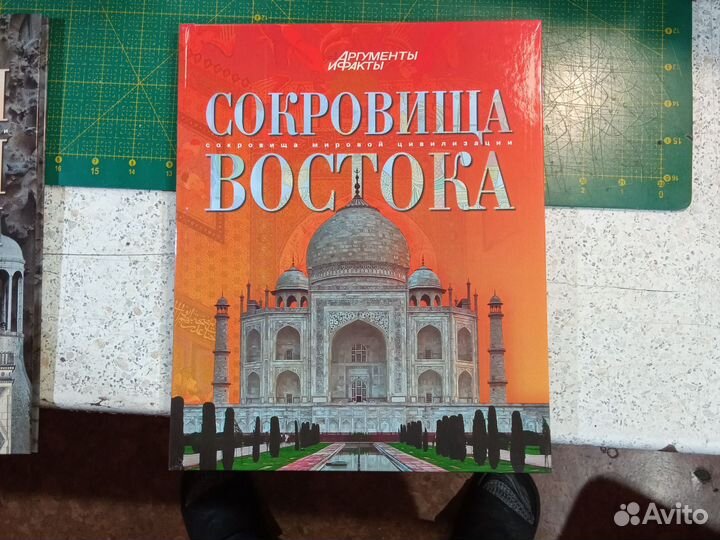 АРГУМЕНТЫ
И ФАКТЫ
СОКРОВИЩА
сокровища мировой цивилизации
ВОСТОКА
Avito